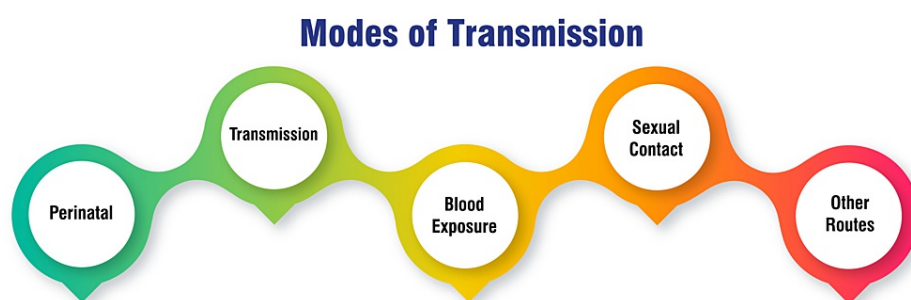 Modes of Transmission
Perinatal
Transmission
Blood
Exposure
Sexual
Contact
Other
Routes